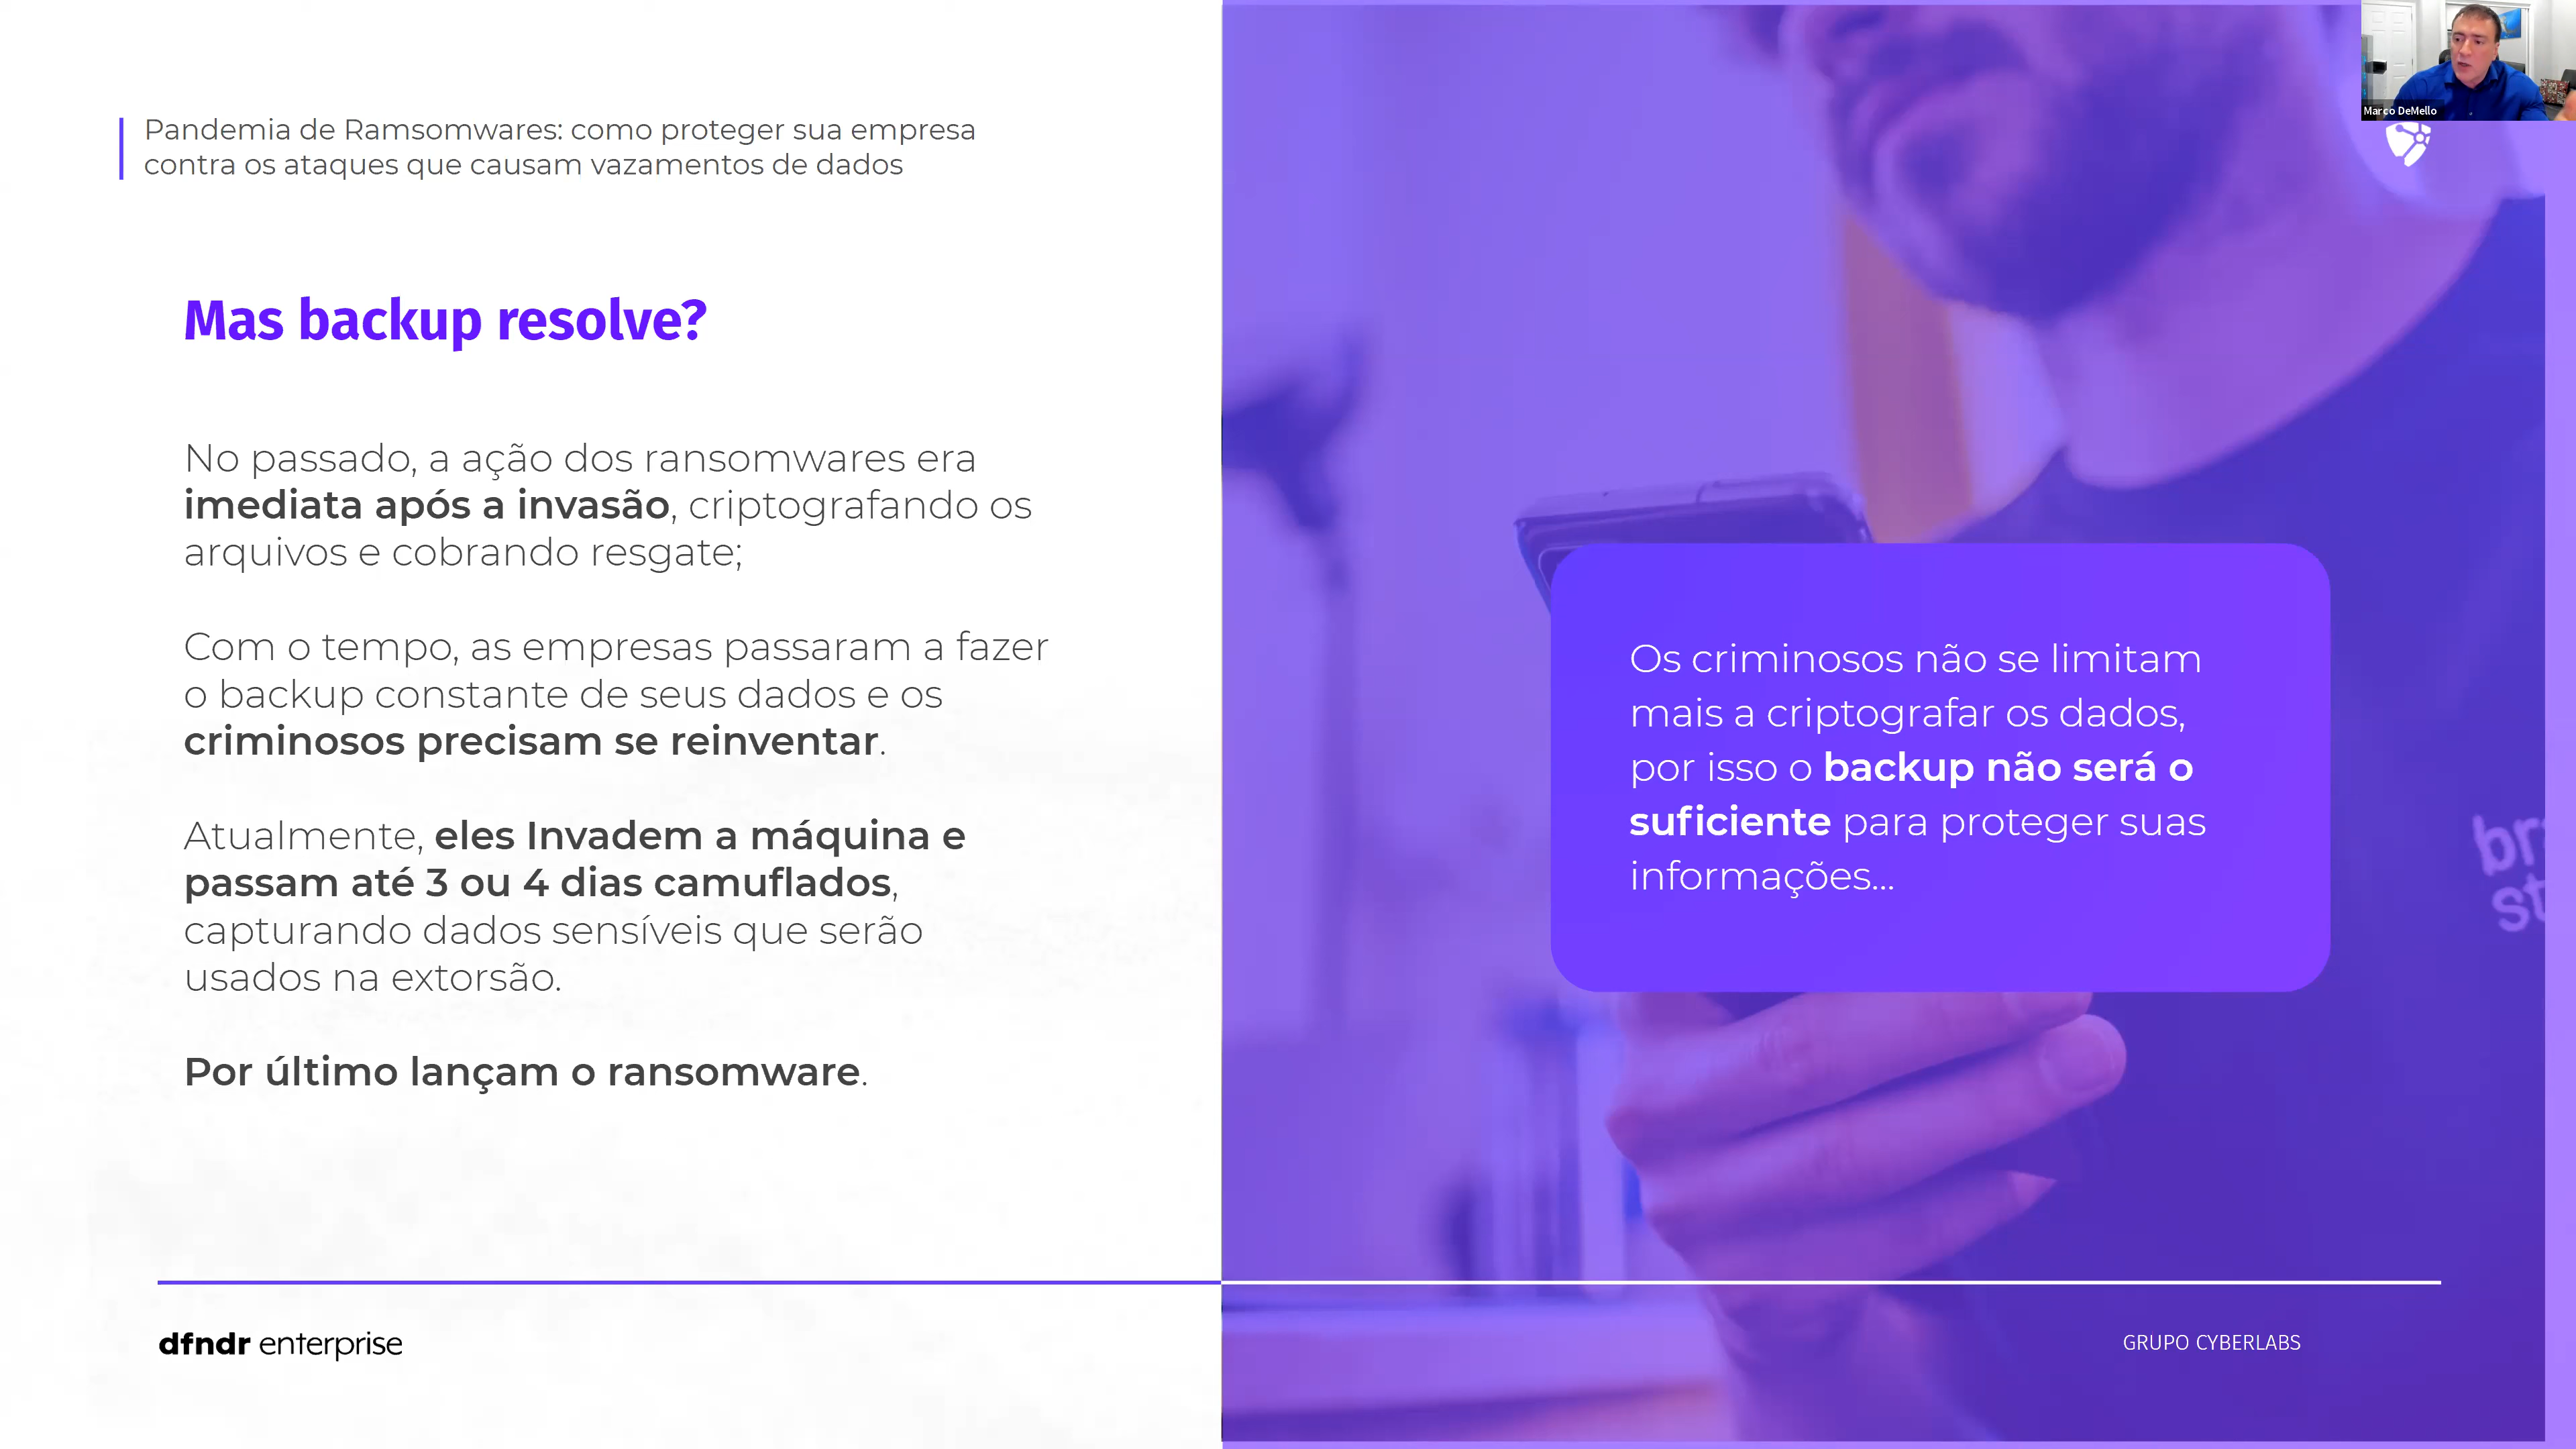 Pandemia de Ramsomwares: como proteger sua empresa
contra os ataques que causam vazamentos de dados
Mas backup resolve?
No passado, a ação dos ransomwares era
imediata após a invasão, criptografando os
arquivos e cobrando resgate;
Com o tempo, as empresas passaram a fazer
o backup constante de seus dados e os
criminosos precisam se reinventar.
Atualmente, eles Invadem a máquina e
passam até 3 ou 4 dias camuflados,
capturando dados sensíveis que serão
usados na extorsão.
Por último lançam o ransomware.
dfndr enterprise
Marco DeMello
Os criminosos não se limitam
mais a criptografar os dados,
por isso o backup não será o
suficiente para proteger suas
informações...
GRUPO CYBERLABS